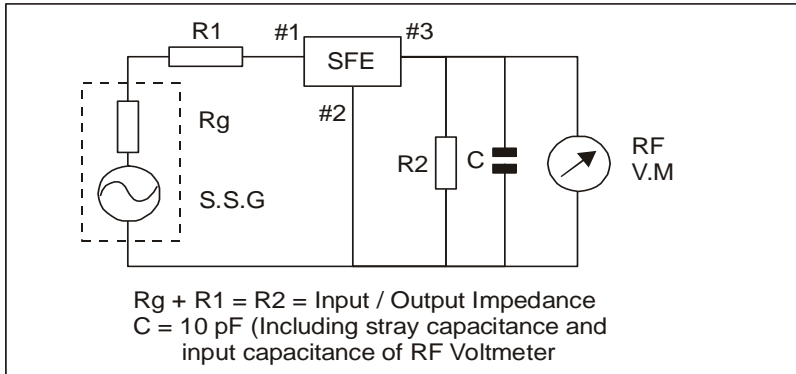 R1
#1
#3
SFE
Rg
#2
R2
C
RF
V.M
S.S.G
Rg + R1 = R2 = Input / Output Impedance
C = 10 pF (Including stray capacitance and
input capacitance of RF Voltmeter